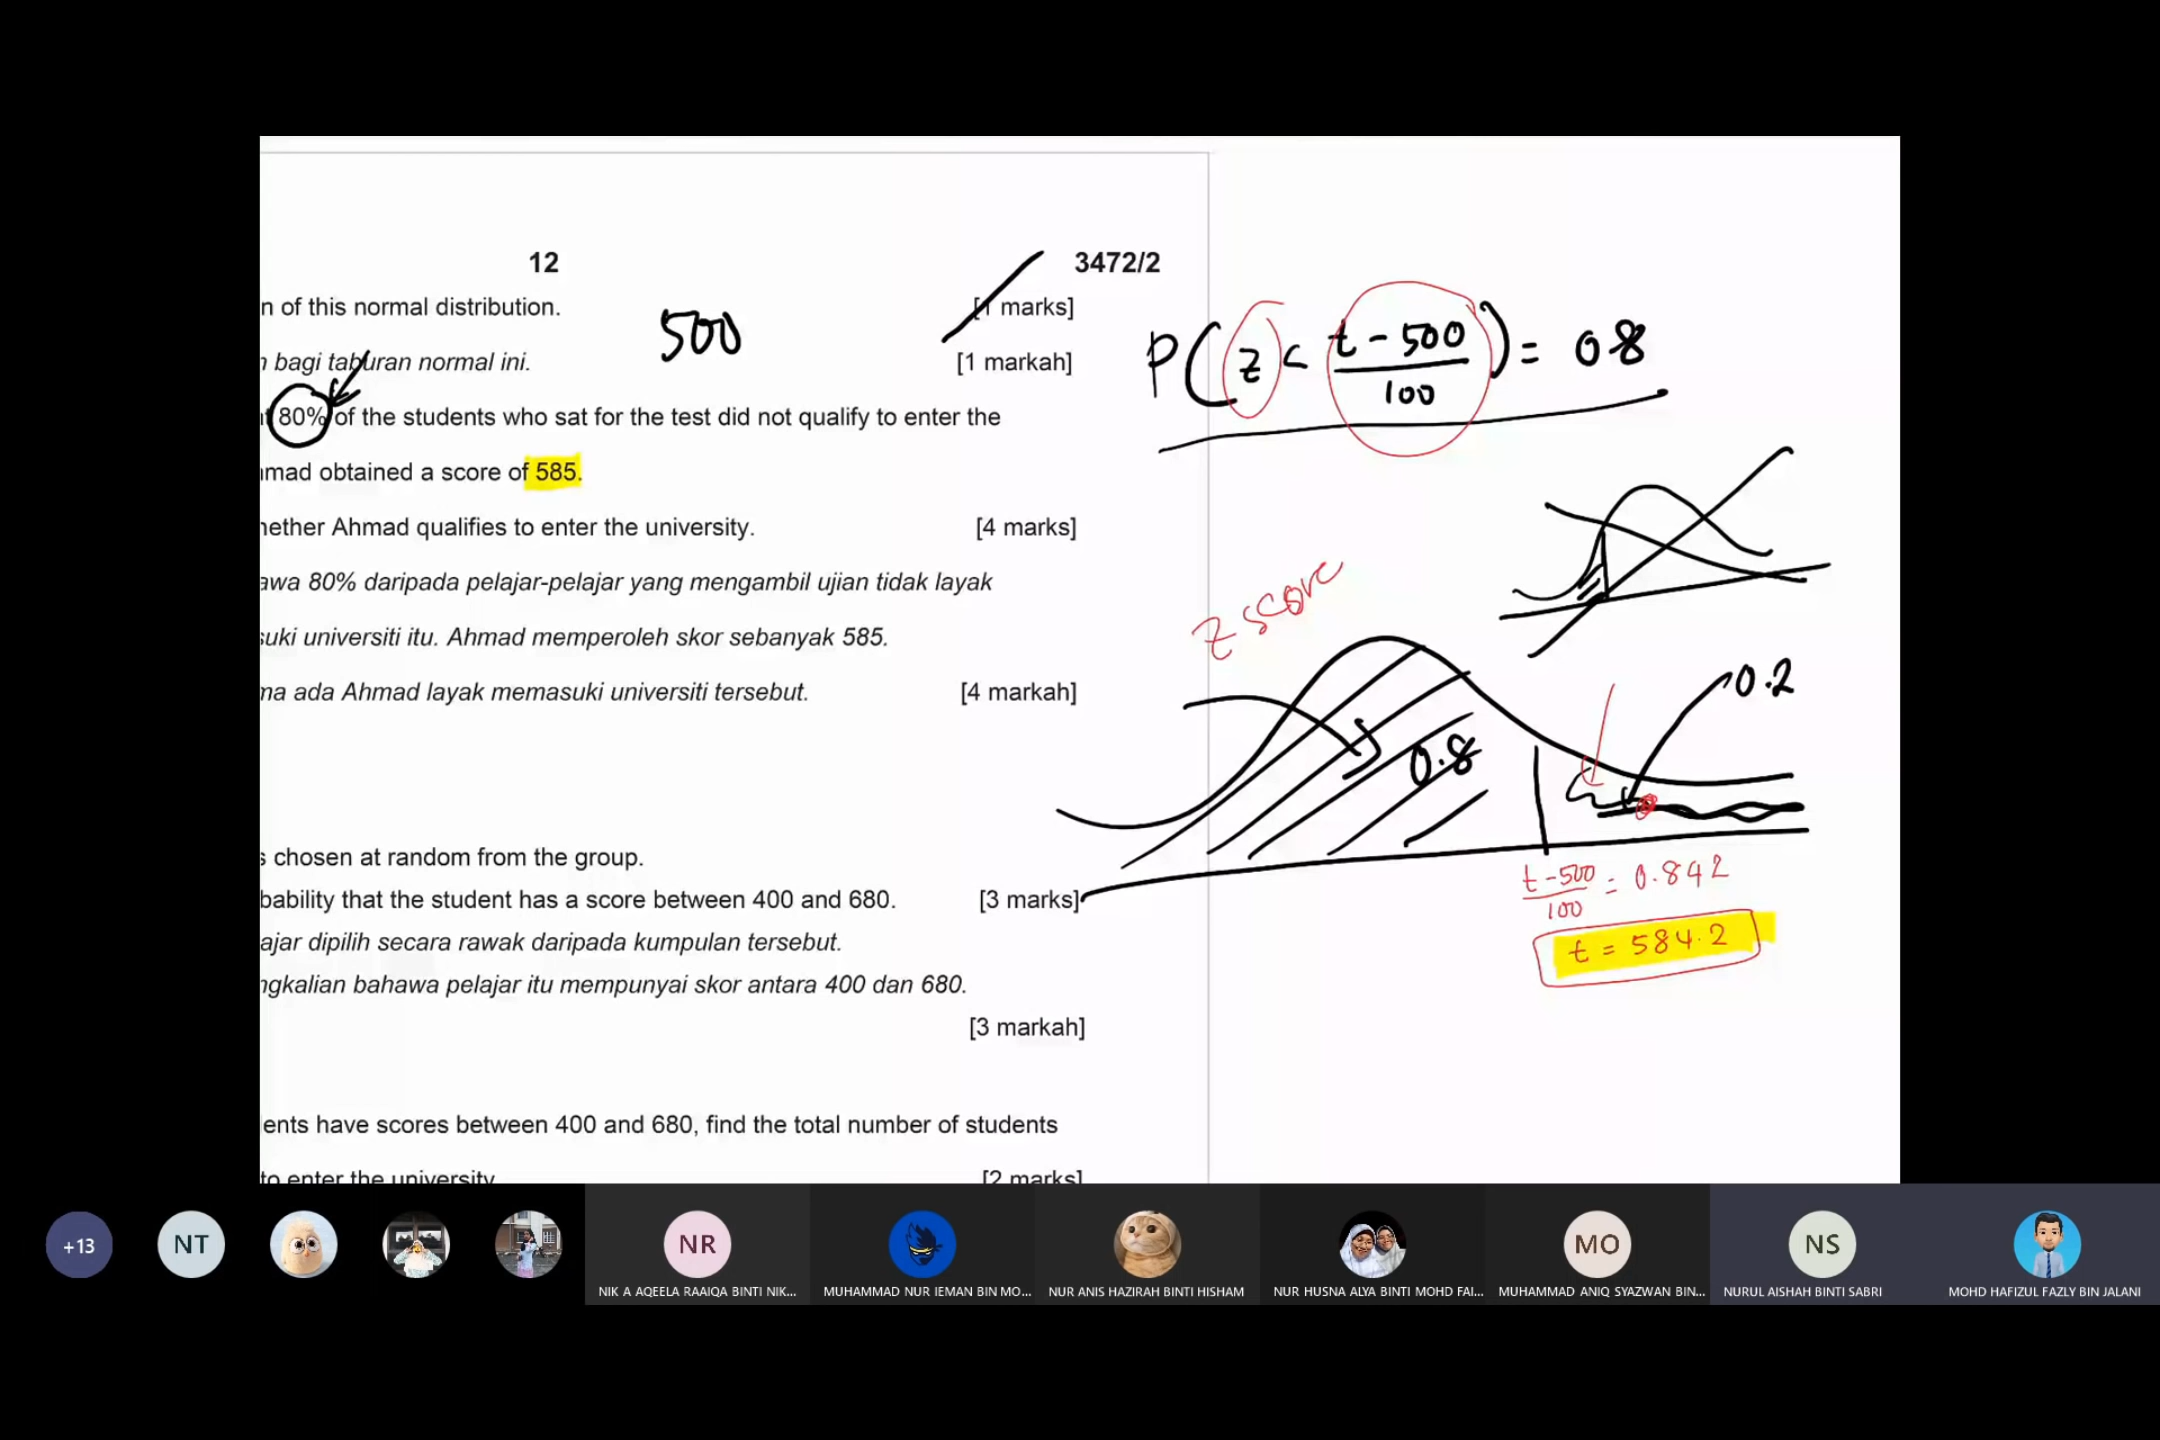 12
3472/2
n of this normal distribution.
500
marks]
n bagi taburan normal ini.
[1 markah]
80% of the students who sat for the test did not qualify to enter the
mad obtained a score of 585.
hether Ahmad qualifies to enter the university.
[4 marks]
awa 80% daripada pelajar-pelajar yang mengambil ujian tidak layak
suki universiti itu. Ahmad memperoleh skor sebanyak 585.
ma ada Ahmad layak memasuki universiti tersebut.
[4 markah]
s chosen at random from the group.
bability that the student has a score between 400 and 680.
[3 marks]
ajar dipilih secara rawak daripada kumpulan tersebut.
ngkalian bahawa pelajar itu mempunyai skor antara 400 dan 680.
[3 markah]
ents have scores between 400 and 680, find the total number of students
to enter the university
[2 marks]
P(z < t - 500 / 100) = 0.8
z score
0.8
0.2
t - 500 / 100 = 0.842
t = 584.2
+13
NT
NR
MO
NS
NIK A AQEELA RAAIQA BINTI NIK...
MUHAMMAD NUR IEMAN BIN MO...
NUR ANIS HAZIRAH BINTI HISHAM
NUR HUSNA ALYA BINTI MOHD FAI...
MUHAMMAD ANIQ SYAZWAN BIN...
NURUL AISHAH BINTI SABRI
MOHD HAFIZUL FAZLY BIN JALANI